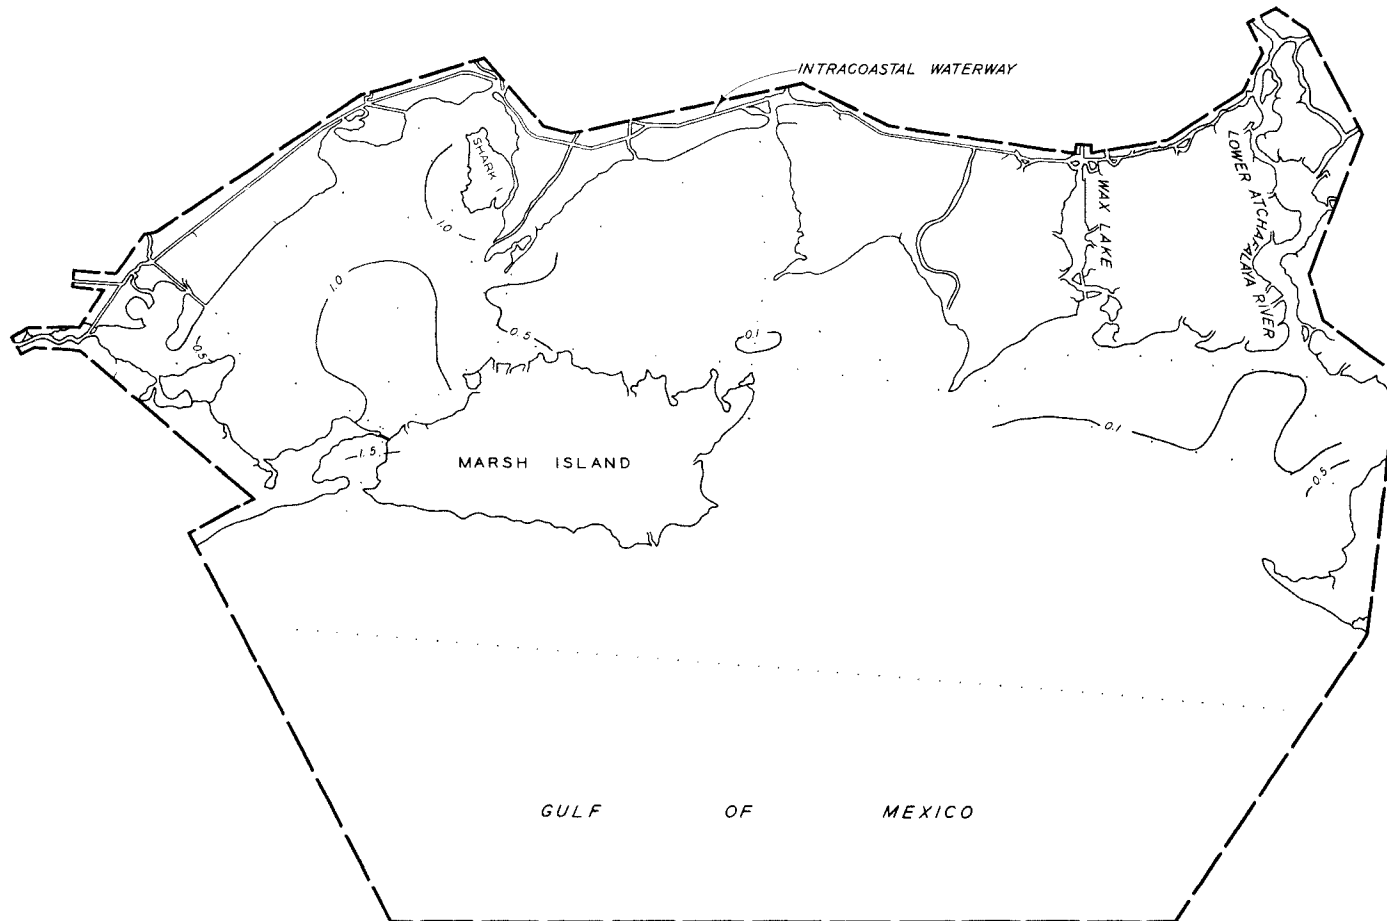 INTRACOASTAL WATERWAY
SHARK I.
1.0
LOWER ATCHAFALAYA RIVER
WAX LAKE
1.0
0.5
0.5
0.1
0.1
1.5
MARSH ISLAND
0.5
GULF OF MEXICO